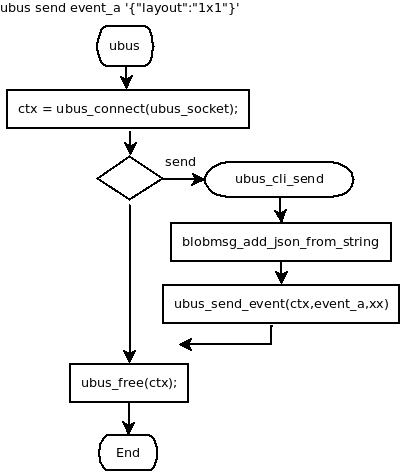 ubus send event_a '{"layout":"1x1"}'
ubus
ctx = ubus_connect(ubus_socket);
send
ubus_cli_send
blobmsg_add_json_from_string
ubus_send_event(ctx,event_a,xx)
ubus_free(ctx);
End